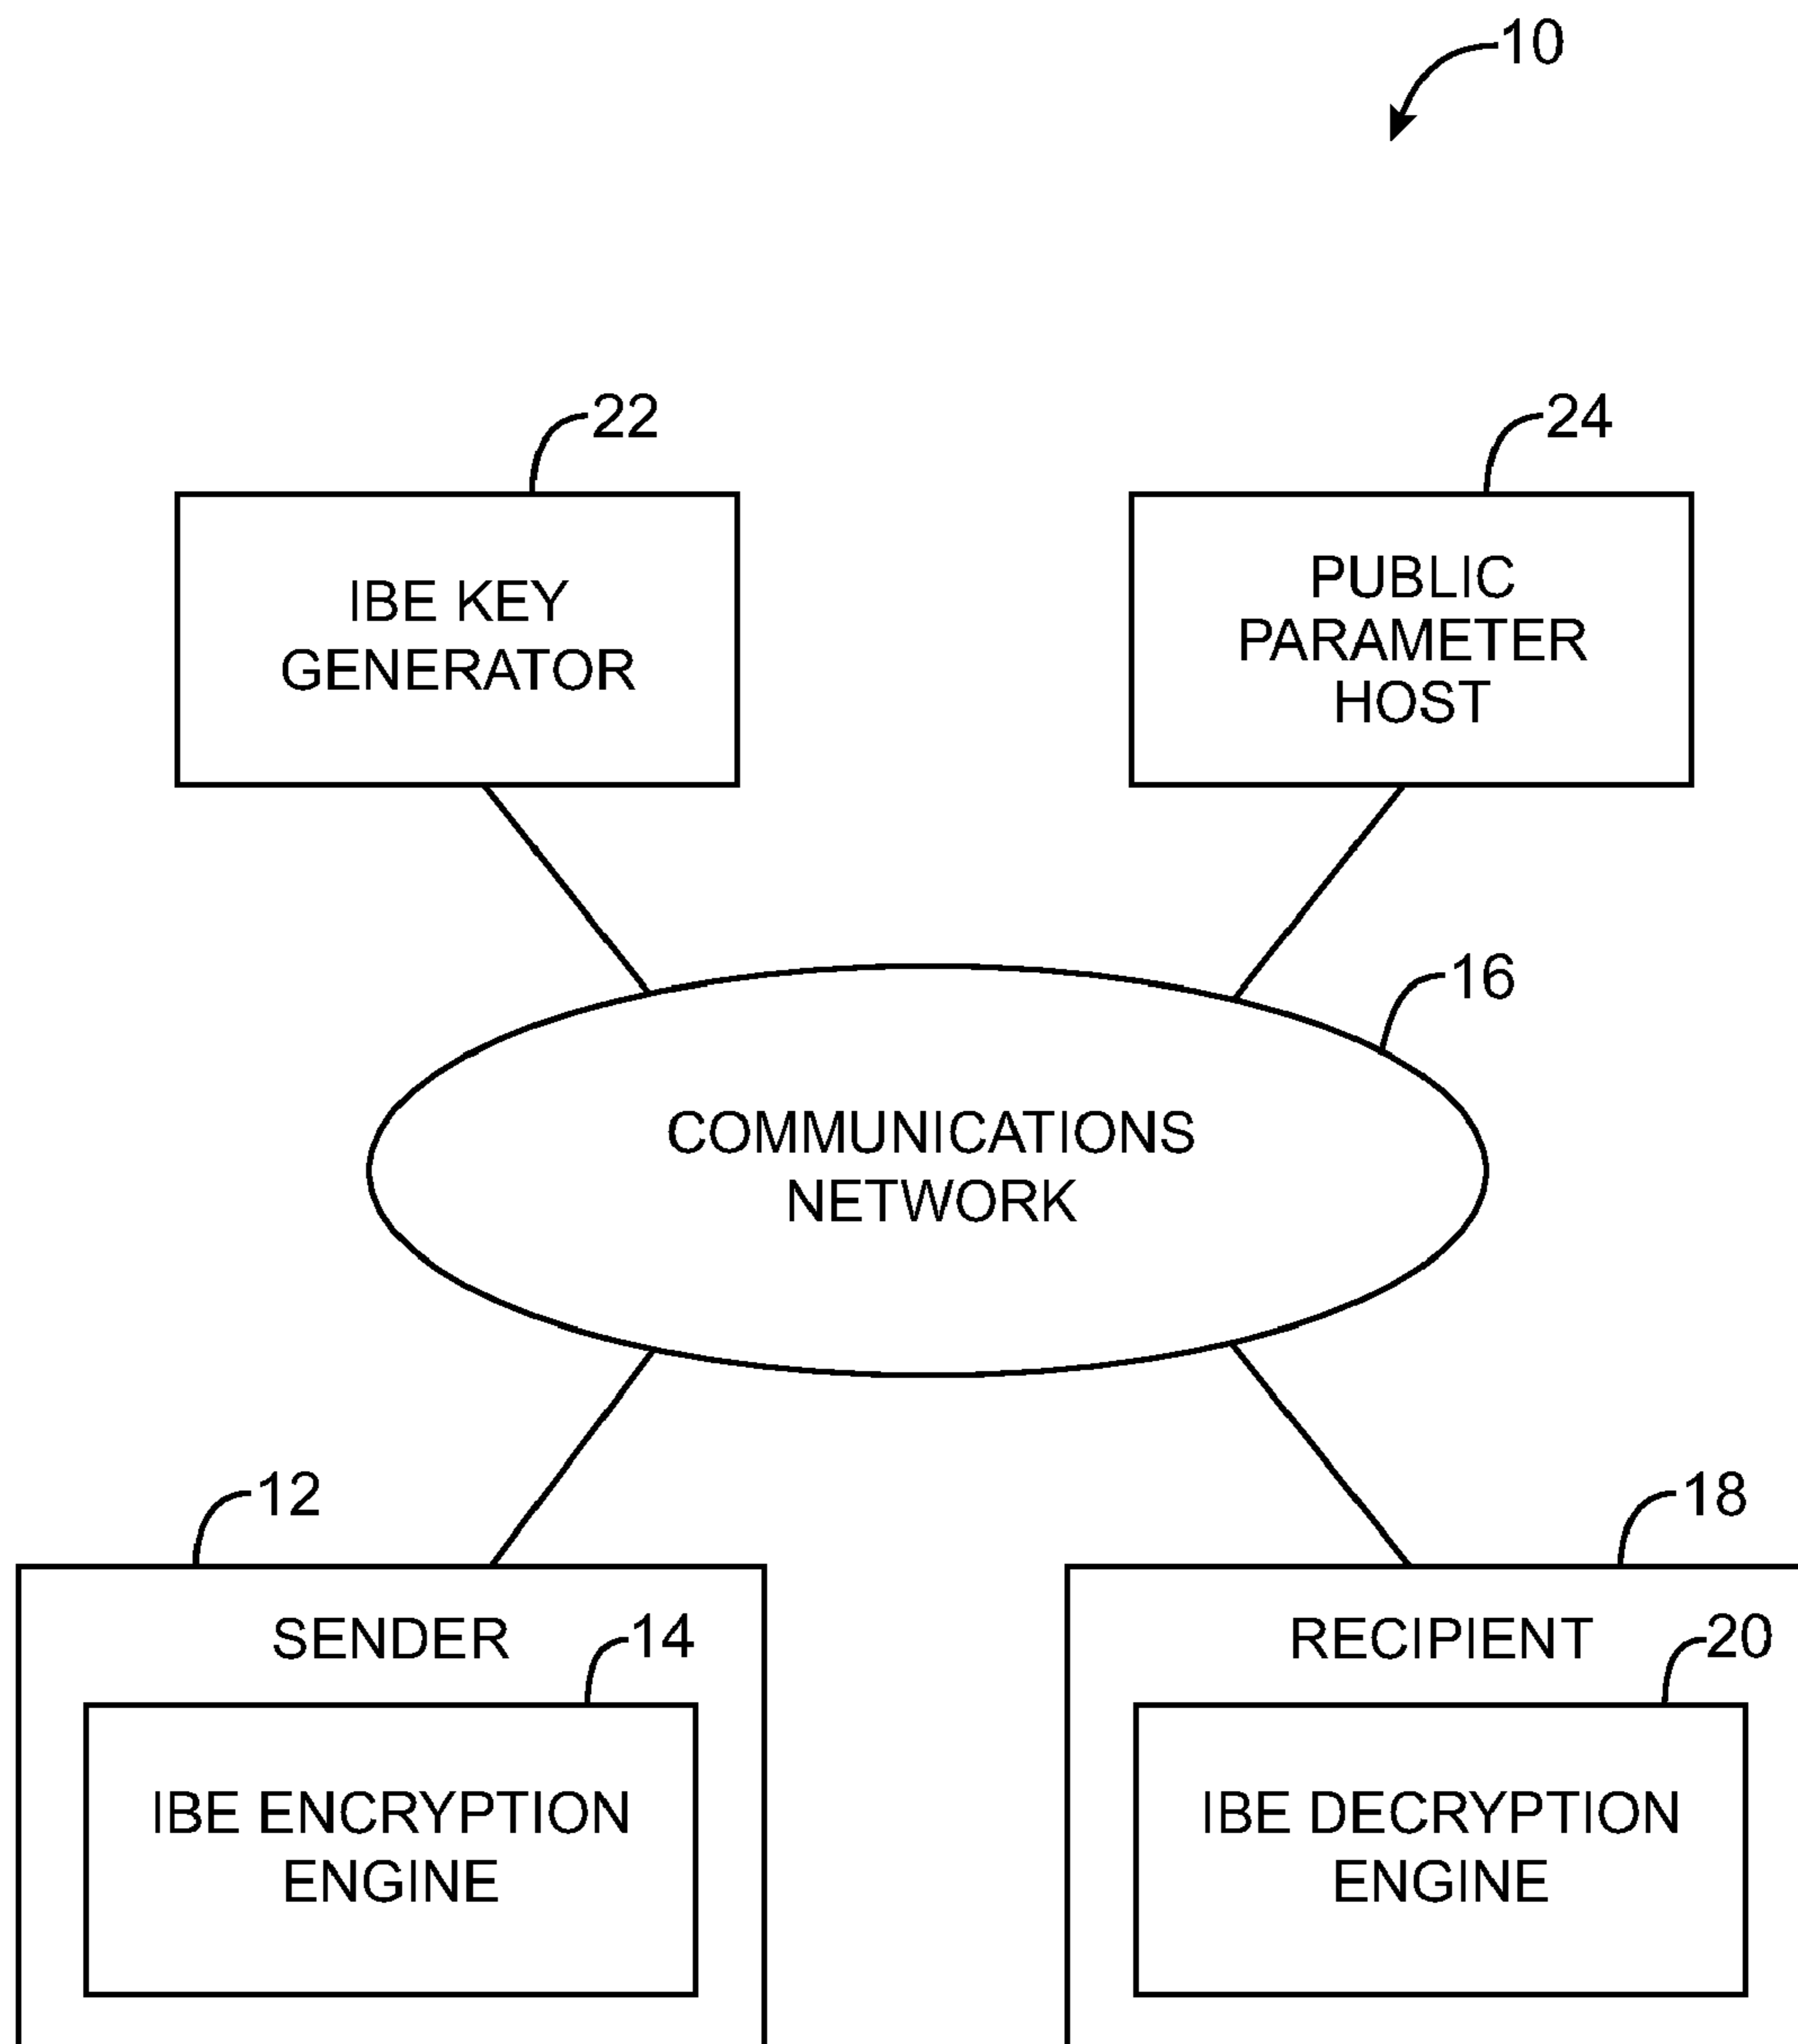 10
22
24
IBE KEY
GENERATOR
PUBLIC
PARAMETER
HOST
16
COMMUNICATIONS
NETWORK
12
18
SENDER
14
RECIPIENT
20
IBE ENCRYPTION
ENGINE
IBE DECRYPTION
ENGINE